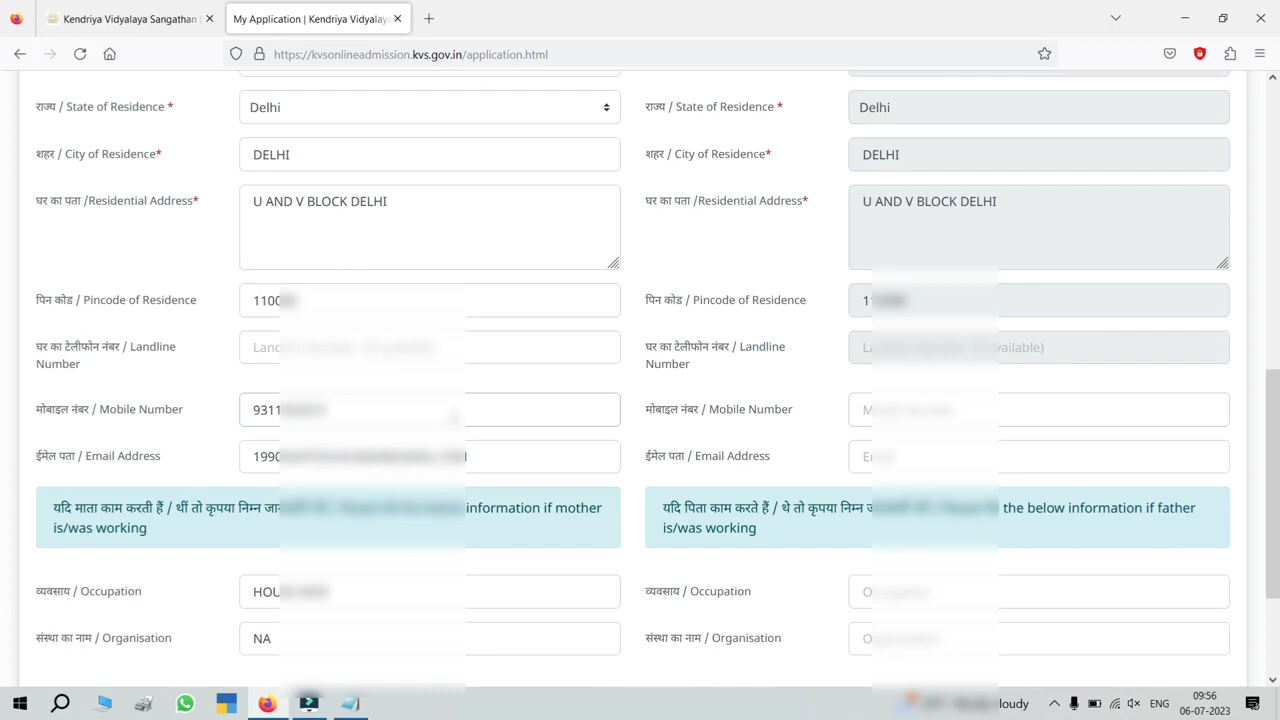 Kendriya Vidyalaya Sangathan
My Application | Kendriya Vidyalaya
https://kvsonlineadmission.kvs.gov.in/application.html
राज्य / State of Residence *
Delhi
राज्य / State of Residence *
Delhi
शहर / City of Residence*
DELHI
शहर / City of Residence*
DELHI
घर का पता /Residential Address*
U AND V BLOCK DELHI
घर का पता /Residential Address*
U AND V BLOCK DELHI
पिन कोड / Pincode of Residence
पिन कोड / Pincode of Residence
घर का टेलीफोन नंबर / Landline
Number
घर का टेलीफोन नंबर / Landline
Number
मोबाइल नंबर / Mobile Number
मोबाइल नंबर / Mobile Number
ईमेल पता / Email Address
ईमेल पता / Email Address
यदि माता काम करती हैं / थीं तो कृपया निम्न information if mother
is/was working
यदि पिता काम करते हैं / थे तो कृपया निम्न the below information if father
is/was working
व्यवसाय / Occupation
व्यवसाय / Occupation
संस्था का नाम / Organisation
NA
संस्था का नाम / Organisation
ENG
09:56
06-07-2023